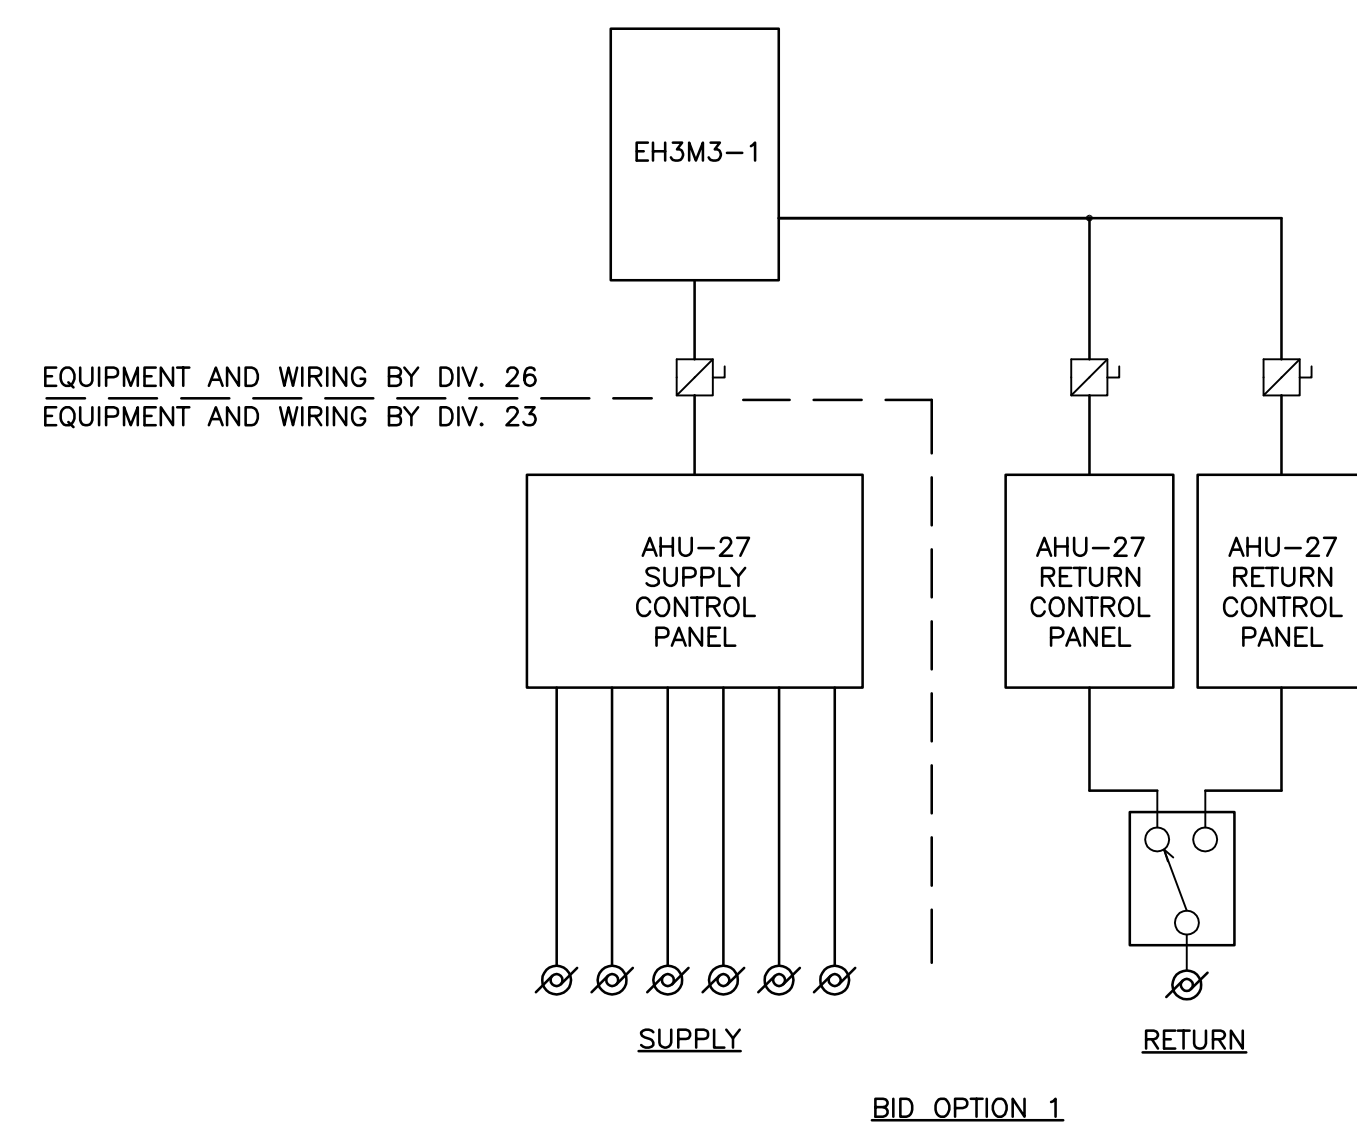 EH3M3-1
EQUIPMENT AND WIRING BY DIV. 26
EQUIPMENT AND WIRING BY DIV. 23
AHU-27
SUPPLY
CONTROL
PANEL
AHU-27
RETURN
CONTROL
PANEL
AHU-27
RETURN
CONTROL
PANEL
SUPPLY
RETURN
BID OPTION 1